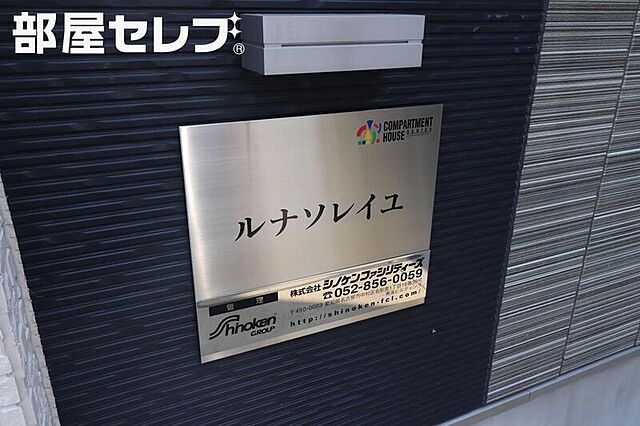 部屋セレブ®
COMPARTMENT
HOUSE
SERIES
ルナソレイユ
管理
株式会社シノケンファシリティーズ
☎052-856-0059
Shinoken
GROUP
http://shinoken-fcl.com/